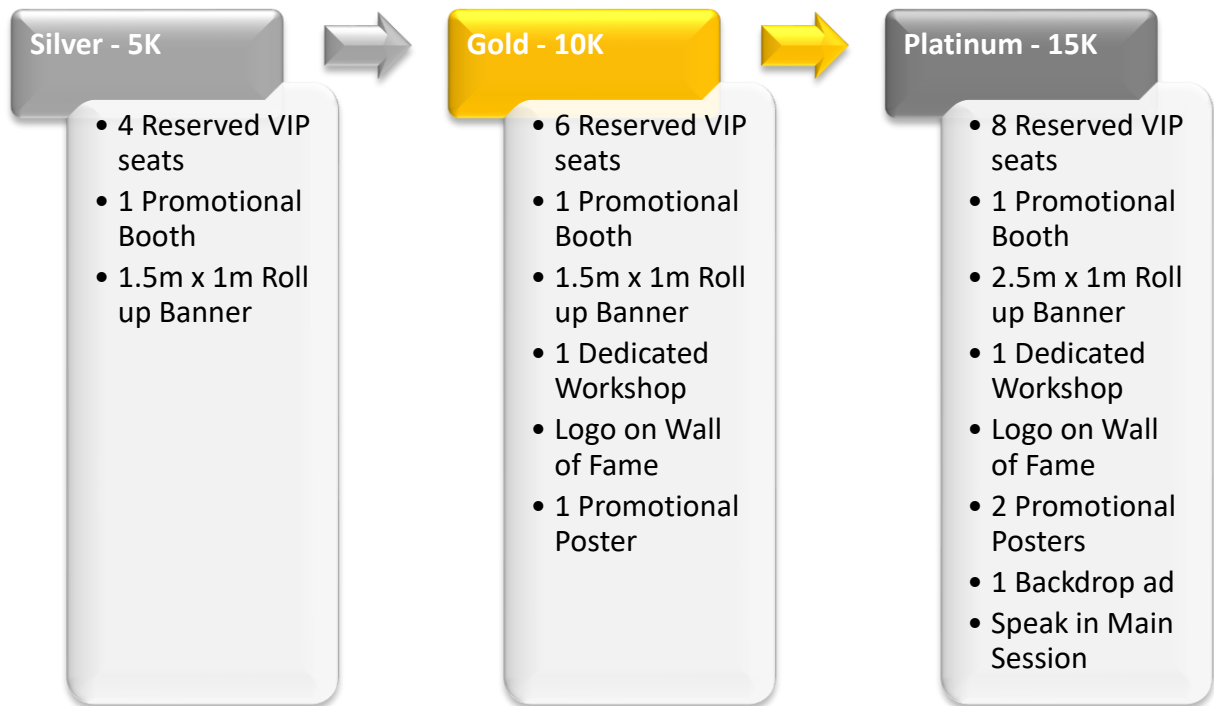 Silver - 5K
• 4 Reserved VIP
seats
• 1 Promotional
Booth
• 1.5m x 1m Roll
up Banner
Gold - 10K
• 6 Reserved VIP
seats
• 1 Promotional
Booth
• 1.5m x 1m Roll
up Banner
• 1 Dedicated
Workshop
• Logo on Wall
of Fame
• 1 Promotional
Poster
Platinum - 15K
• 8 Reserved VIP
seats
• 1 Promotional
Booth
• 2.5m x 1m Roll
up Banner
• 1 Dedicated
Workshop
• Logo on Wall
of Fame
• 2 Promotional
Posters
• 1 Backdrop ad
• Speak in Main
Session